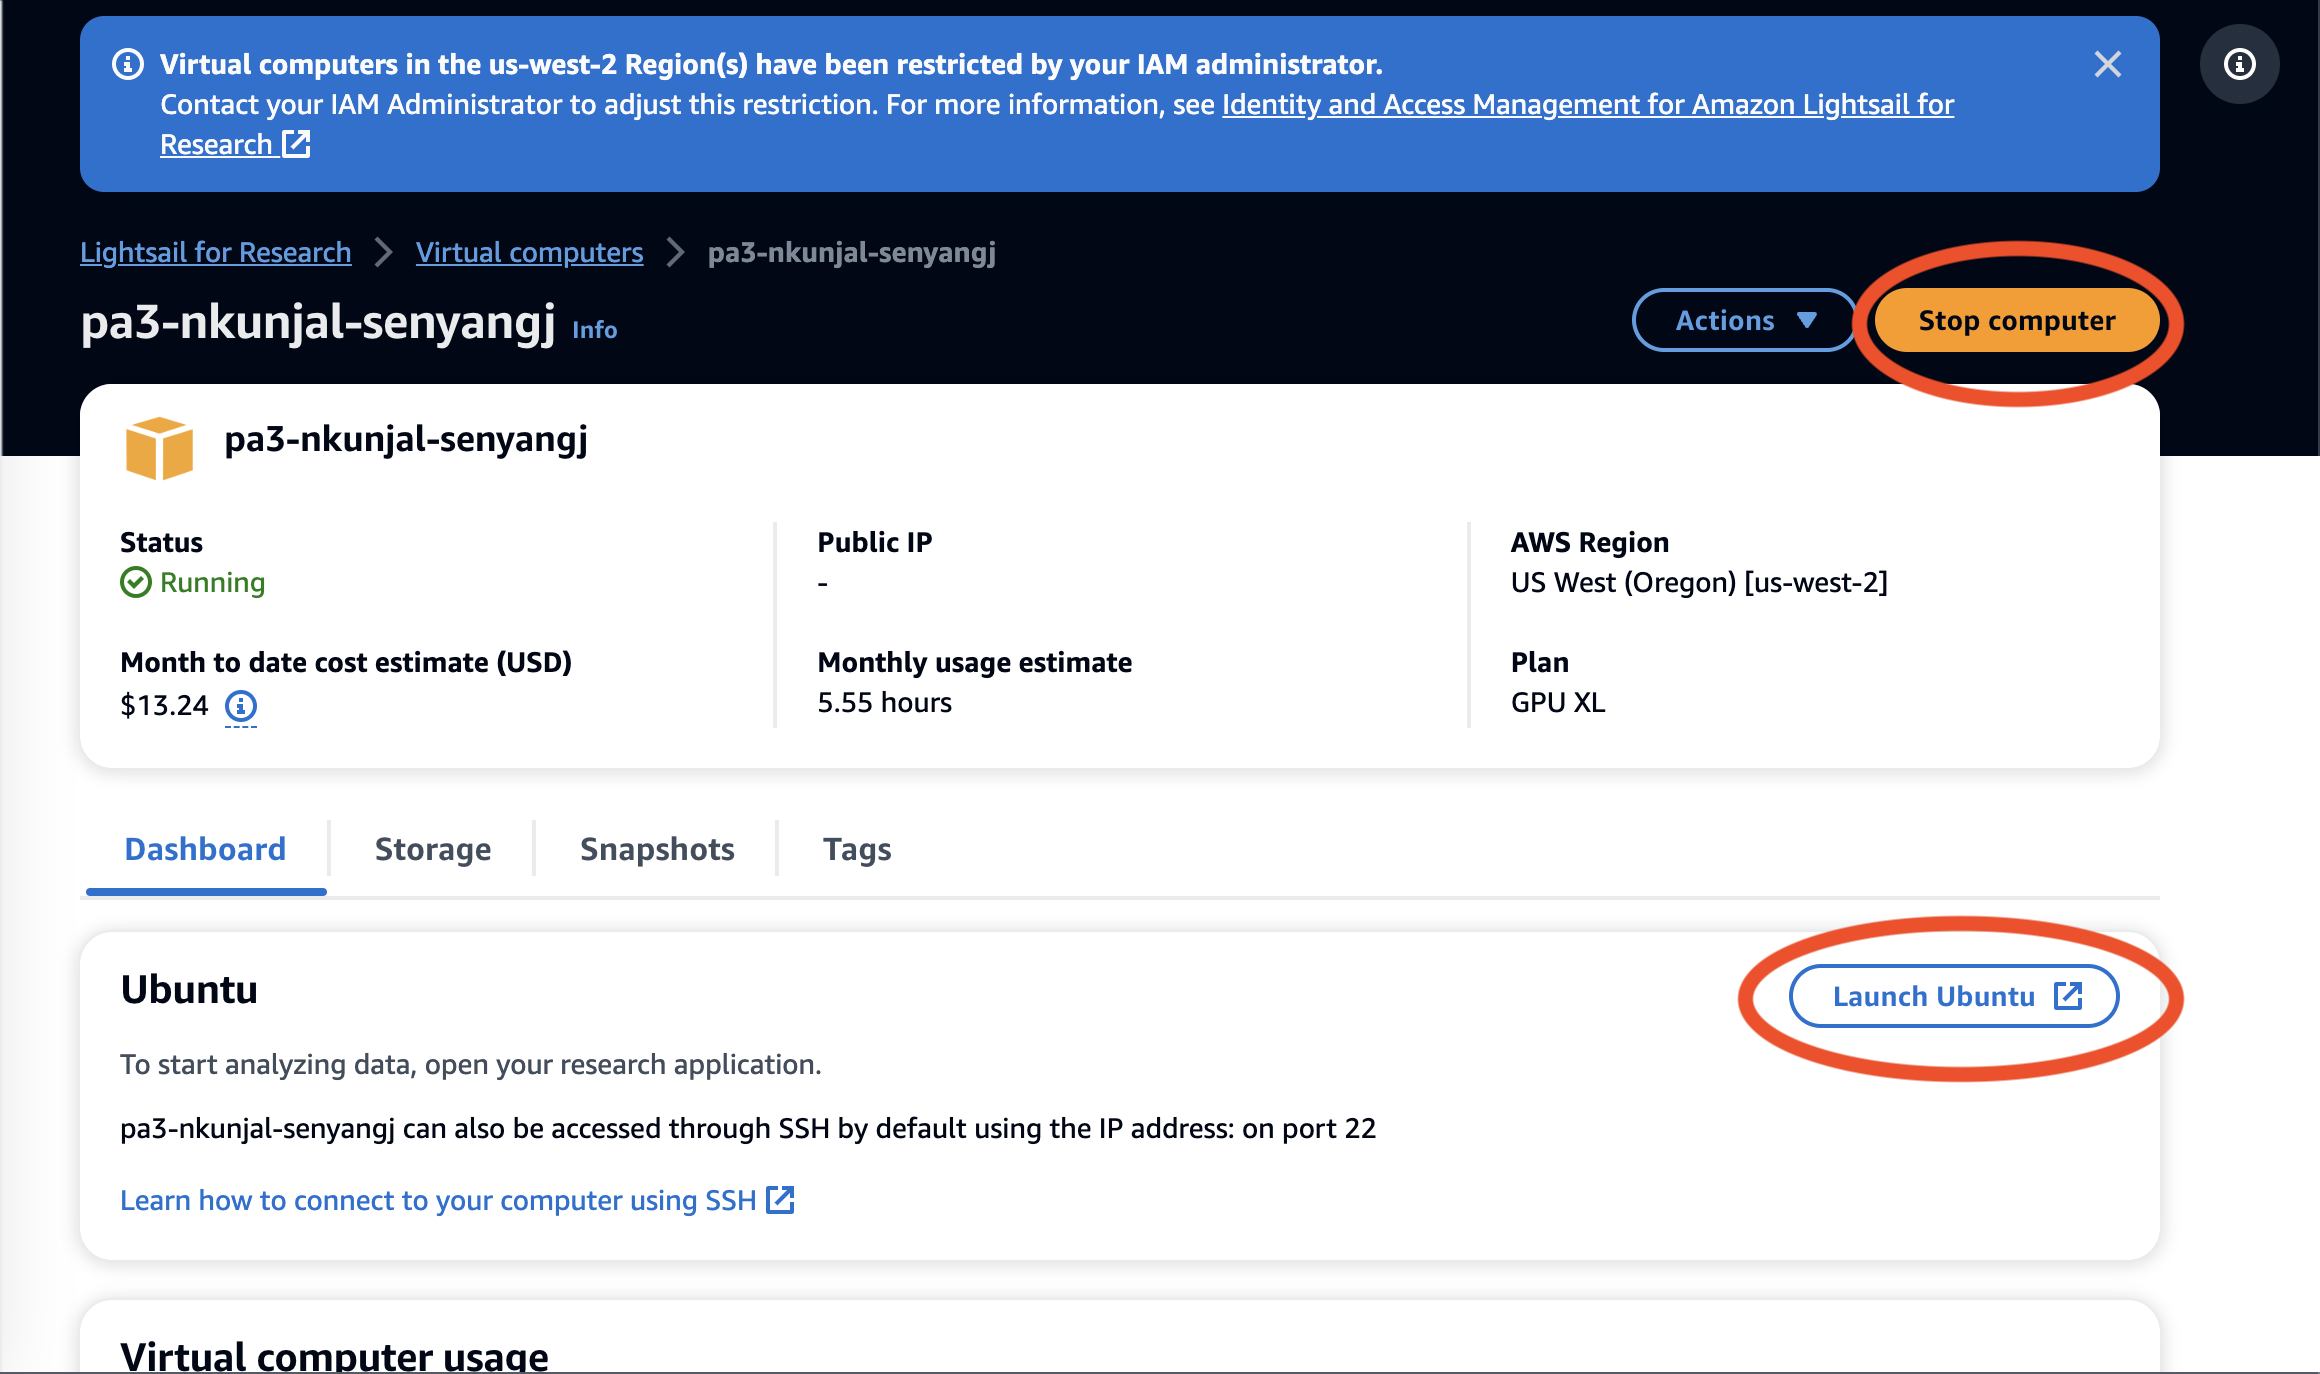 Virtual computers in the us-west-2 Region(s) have been restricted by your IAM administrator.
Contact your IAM Administrator to adjust this restriction. For more information, see Identity and Access Management for Amazon Lightsail for
Research
Lightsail for Research > Virtual computers > pa3-nkunjal-senyangj
pa3-nkunjal-senyangj Info
Actions
Stop computer
pa3-nkunjal-senyangj
Status
Running
Public IP
-
AWS Region
US West (Oregon) [us-west-2]
Month to date cost estimate (USD)
$13.24
Monthly usage estimate
5.55 hours
Plan
GPU XL
Dashboard
Storage
Snapshots
Tags
Ubuntu
Launch Ubuntu
To start analyzing data, open your research application.
pa3-nkunjal-senyangj can also be accessed through SSH by default using the IP address: on port 22
Learn how to connect to your computer using SSH
Virtual computer usage